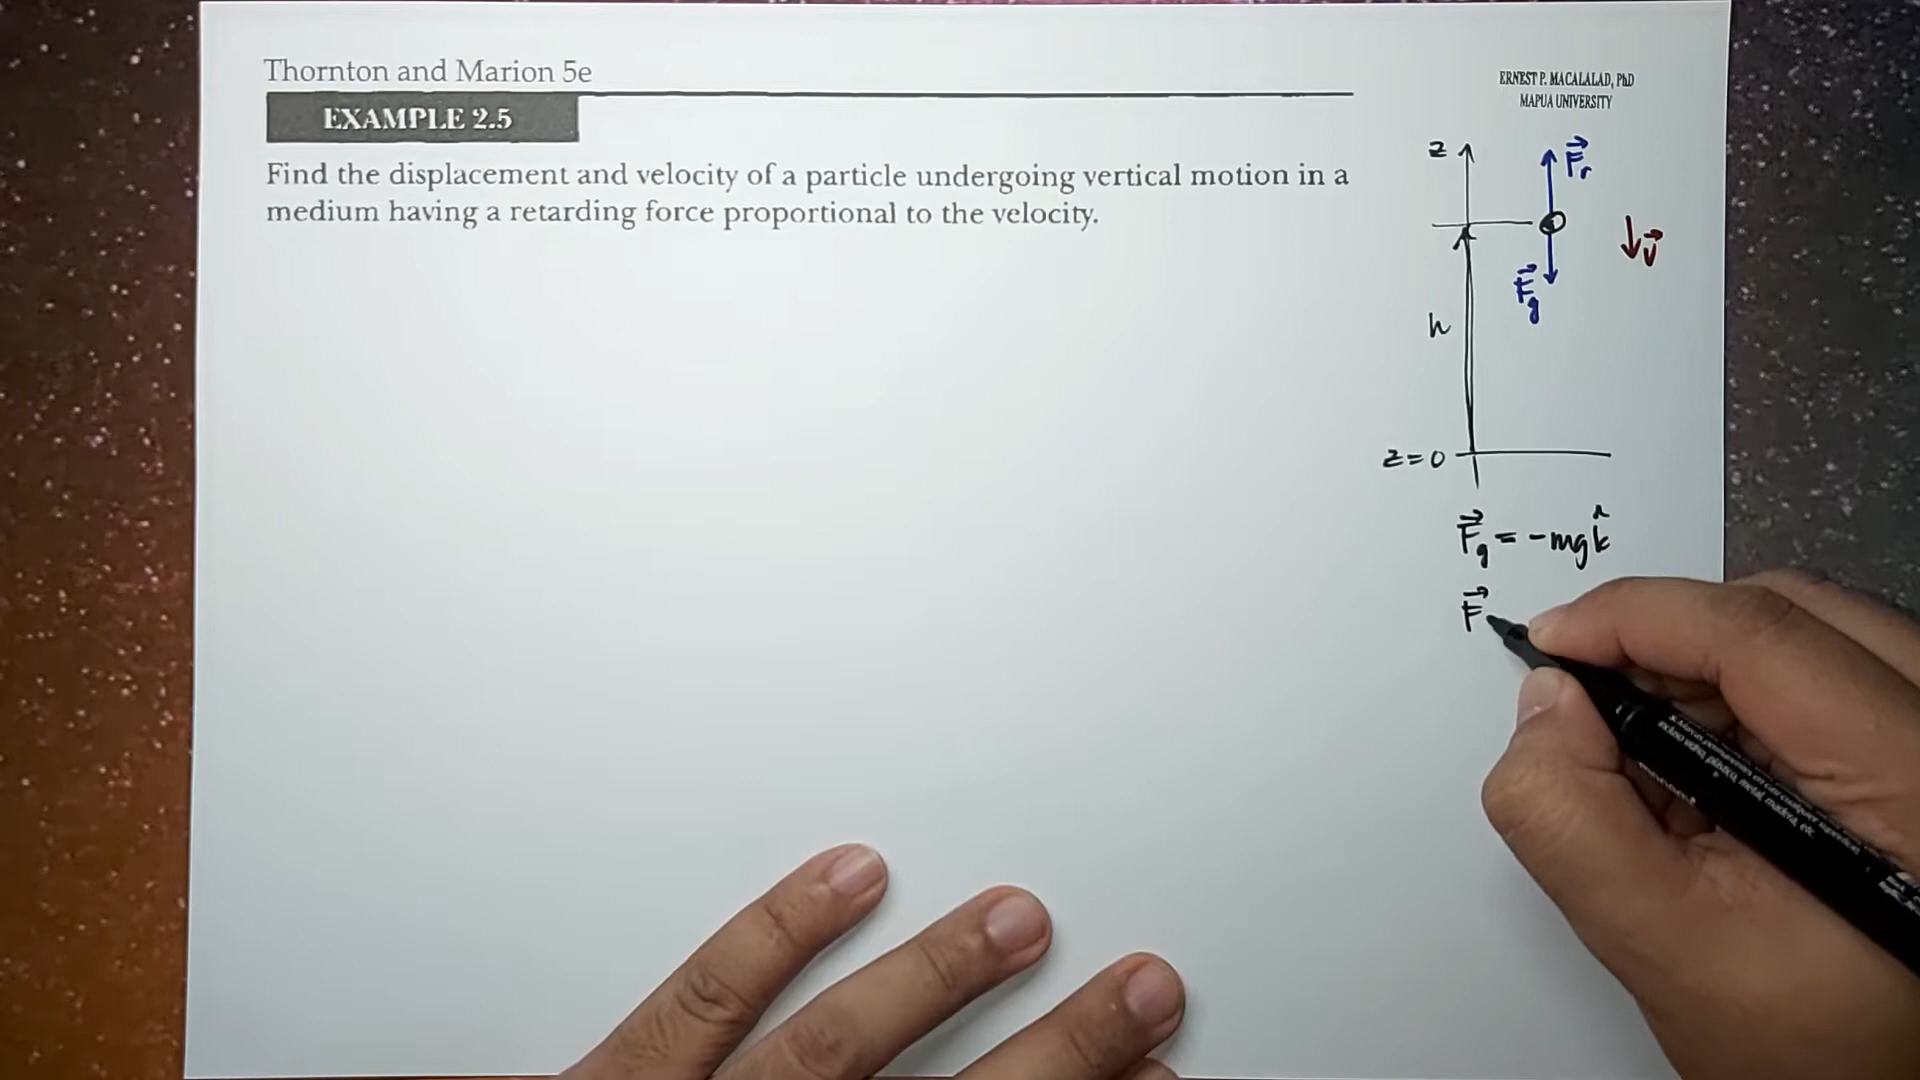 Thornton and Marion 5e
EXAMPLE 2.5
Find the displacement and velocity of a particle undergoing vertical motion in a
medium having a retarding force proportional to the velocity.
ERNEST P. MACALALAD, PhD
MAPUA UNIVERSITY
z
F⃗r
v⃗
F⃗g
h
z=0
F⃗g = -mgk̂
F⃗